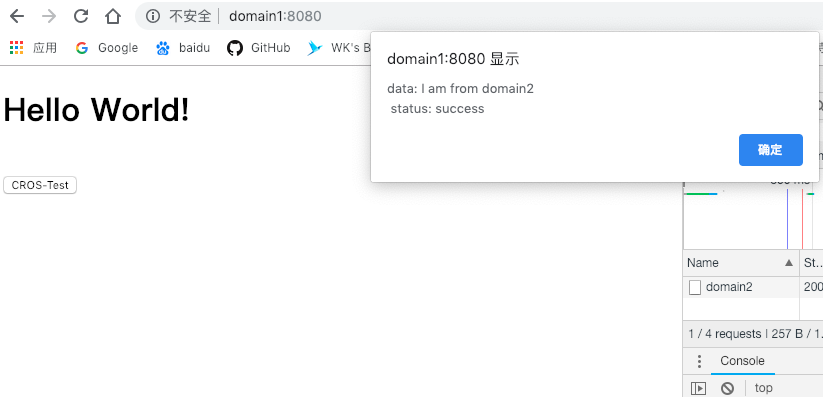 不安全 domain1:8080
应用 Google baidu GitHub WK's B
domain1:8080 显示
data: I am from domain2
status: success
确定
Hello World!
CROS-Test
Name St...
domain2 200
1 / 4 requests 257 B / 1.
Console
top